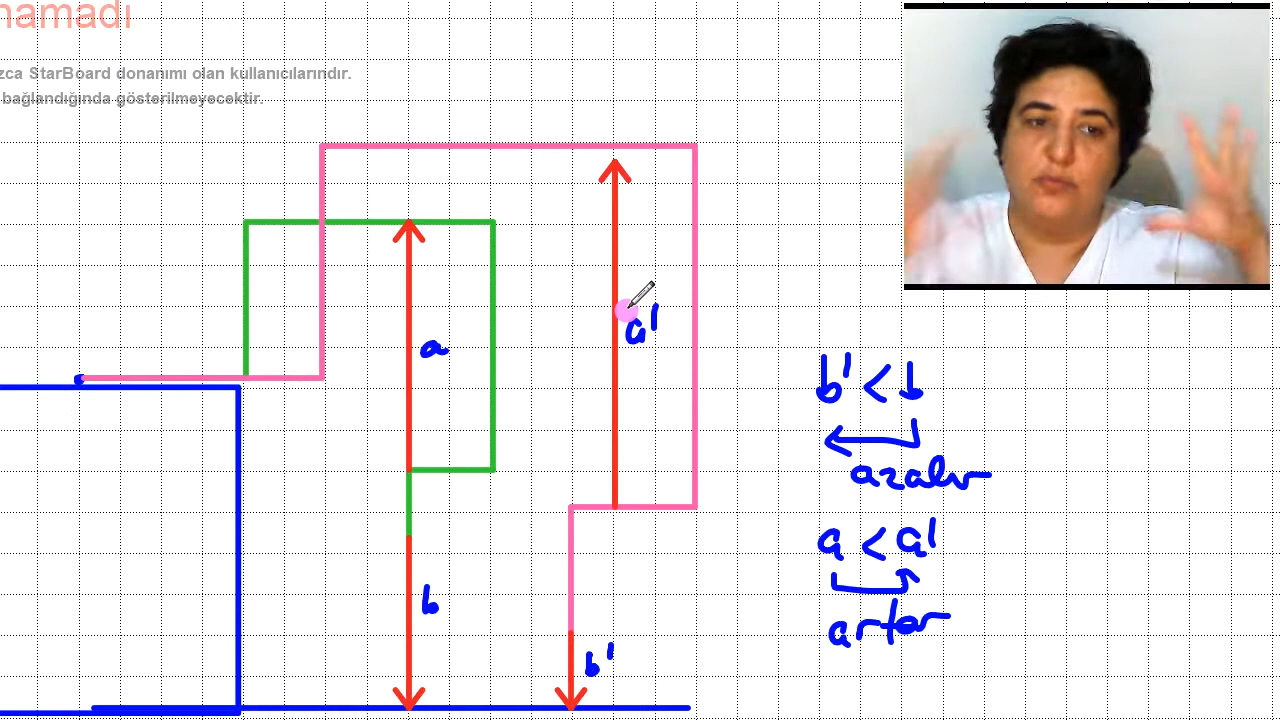 namadı
zca StarBoard donanımı olan kullanıcılarındır.
bağlandığında gösterilmeyecektir.
a
a'
b
b'
b' < b
azalır
a < a'
artar